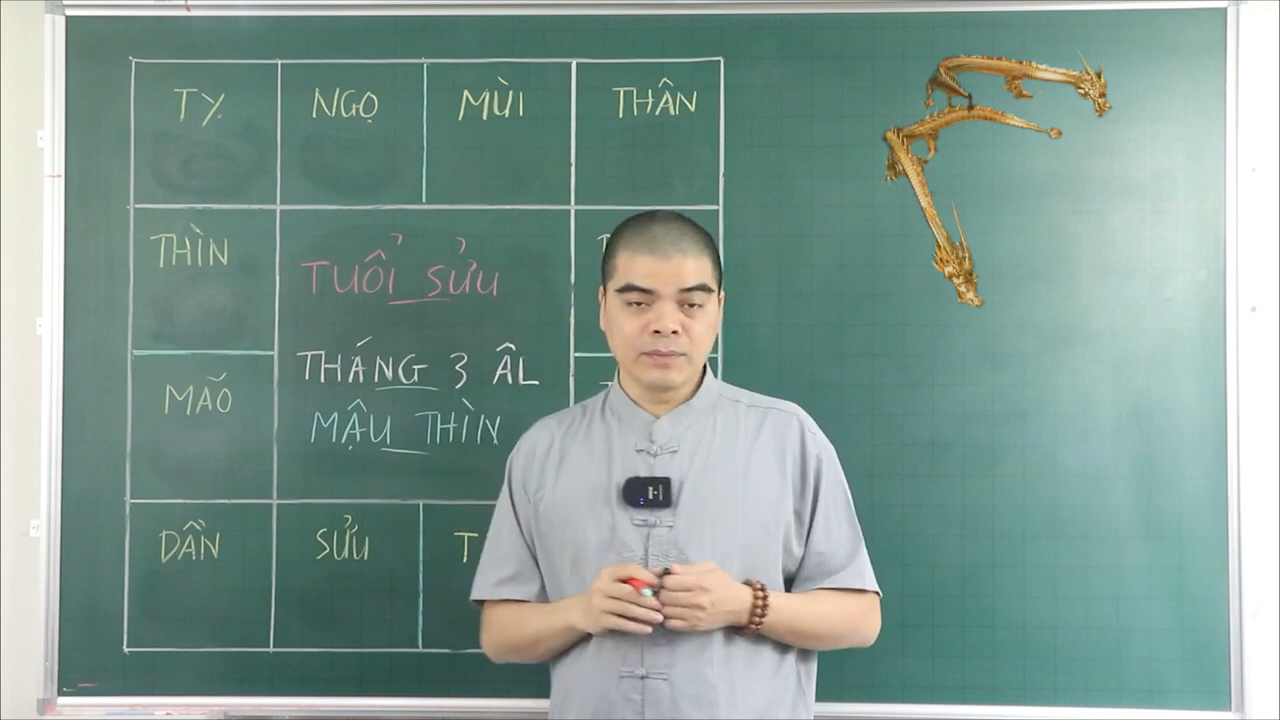 TỴ NGỌ MÙI THÂN
THÌN
TUỔI SỬU
THÁNG 3 ÂL
MÃO
MẬU THÌN
DẦN SỬU